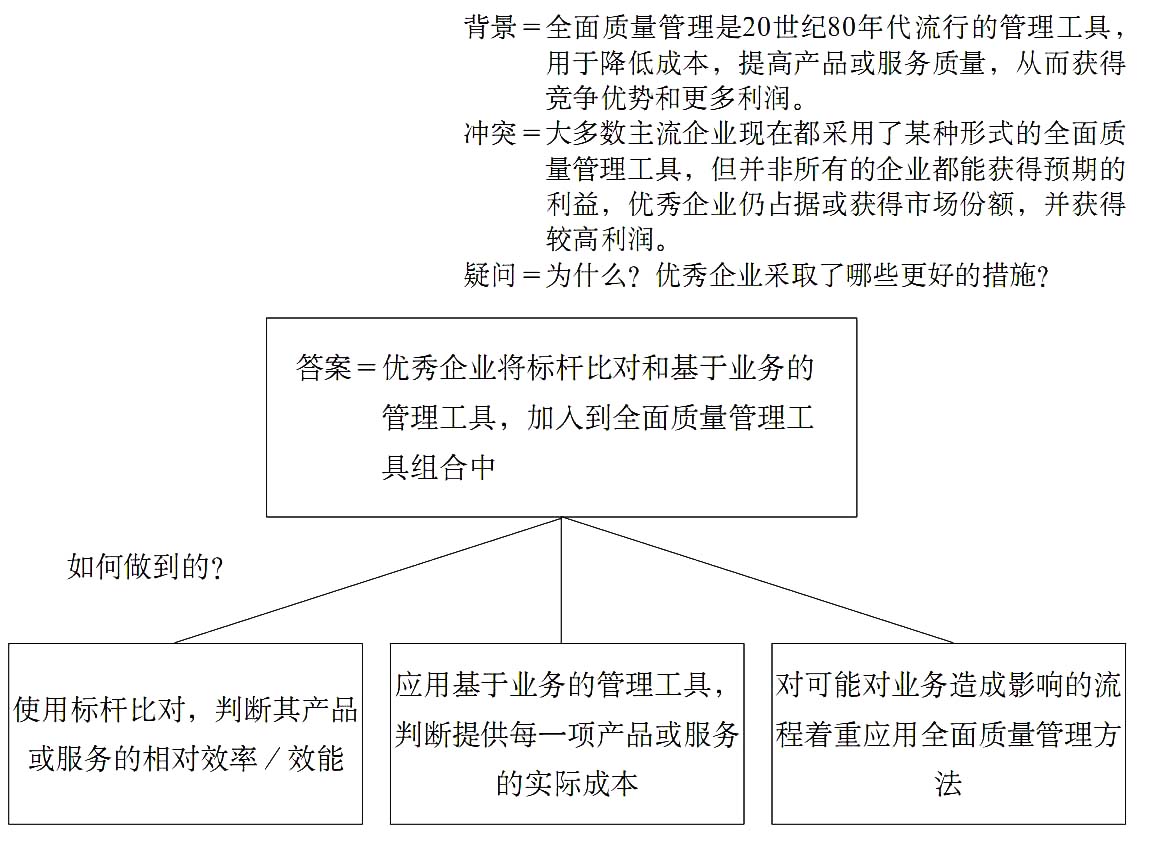 背景＝全面质量管理是20世纪80年代流行的管理工具，
用于降低成本，提高产品或服务质量，从而获得
竞争优势和更多利润。
冲突＝大多数主流企业现在都采用了某种形式的全面质
量管理工具，但并非所有的企业都能获得预期的
利益，优秀企业仍占据或获得市场份额，并获得
较高利润。
疑问＝为什么？优秀企业采取了哪些更好的措施？
答案＝优秀企业将标杆比对和基于业务的
管理工具，加入到全面质量管理工
具组合中
如何做到的？
使用标杆比对，判断其产品
或服务的相对效率／效能
应用基于业务的管理工具，
判断提供每一项产品或服务
的实际成本
对可能对业务造成影响的流
程着重应用全面质量管理方
法